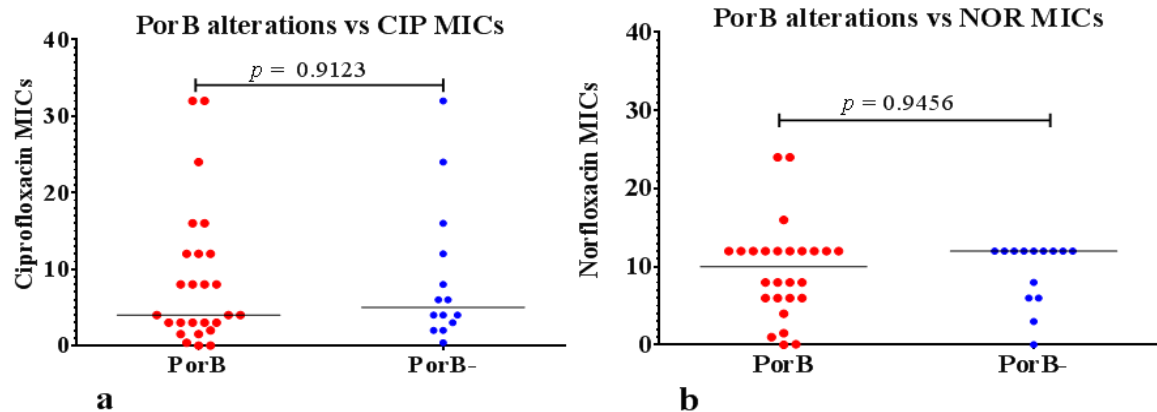 PorB alterations vs CIP MICs
p = 0.9123
Ciprofloxacin MICs
40
30
20
10
0
PorB
PorB-
a
PorB alterations vs NOR MICs
p = 0.9456
Norfloxacin MICs
40
30
20
10
0
PorB
PorB-
b